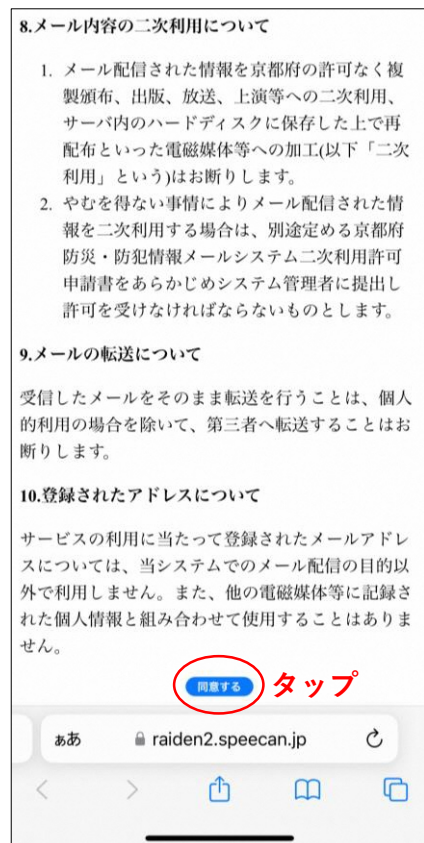 8.メール内容の二次利用について
1. メール配信された情報を京都府の許可なく複
製頒布、出版、放送、上演等への二次利用、
サーバ内のハードディスクに保存した上で再
配布といった電磁媒体等への加工(以下「二次
利用」という)はお断りします。
2. やむを得ない事情によりメール配信された情
報を二次利用する場合は、別途定める京都府
防災・防犯情報メールシステム二次利用許可
申請書をあらかじめシステム管理者に提出し
許可を受けなければならないものとします。
9.メールの転送について
受信したメールをそのまま転送を行うことは、個人
的利用の場合を除いて、第三者へ転送することはお
断りします。
10.登録されたアドレスについて
サービスの利用に当たって登録されたメールアドレ
スについては、当システムでのメール配信の目的以
外で利用しません。また、他の電磁媒体等に記録さ
れた個人情報と組み合わせて使用することはありま
せん。
同意する タップ
ぁあ raiden2.speecan.jp